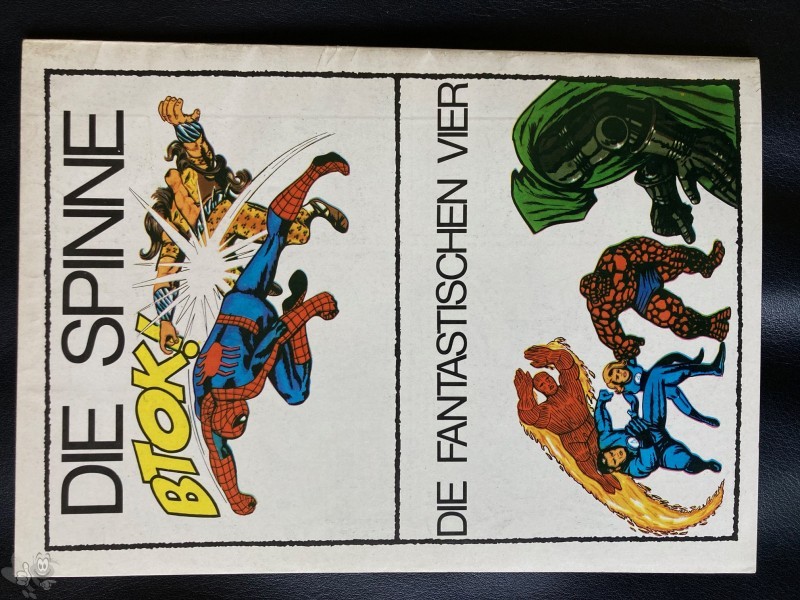 DIE SPINNE
BTOK!
DIE FANTASTISCHEN VIER